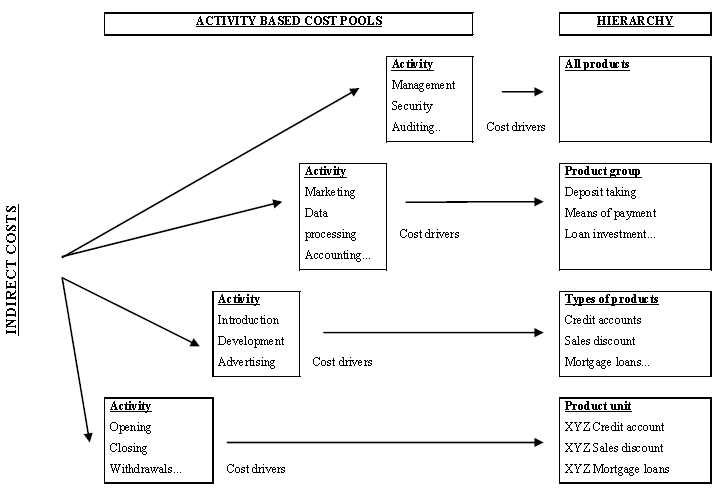 ACTIVITY BASED COST POOLS
HIERARCHY
INDIRECT COSTS
Activity
Management
Security
Auditing..
Cost drivers
All products
Activity
Marketing
Data
processing
Accounting...
Cost drivers
Product group
Deposit taking
Means of payment
Loan investment...
Activity
Introduction
Development
Advertising
Cost drivers
Types of products
Credit accounts
Sales discount
Mortgage loans...
Activity
Opening
Closing
Withdrawals...
Cost drivers
Product unit
XYZ Credit account
XYZ Sales discount
XYZ Mortgage loans